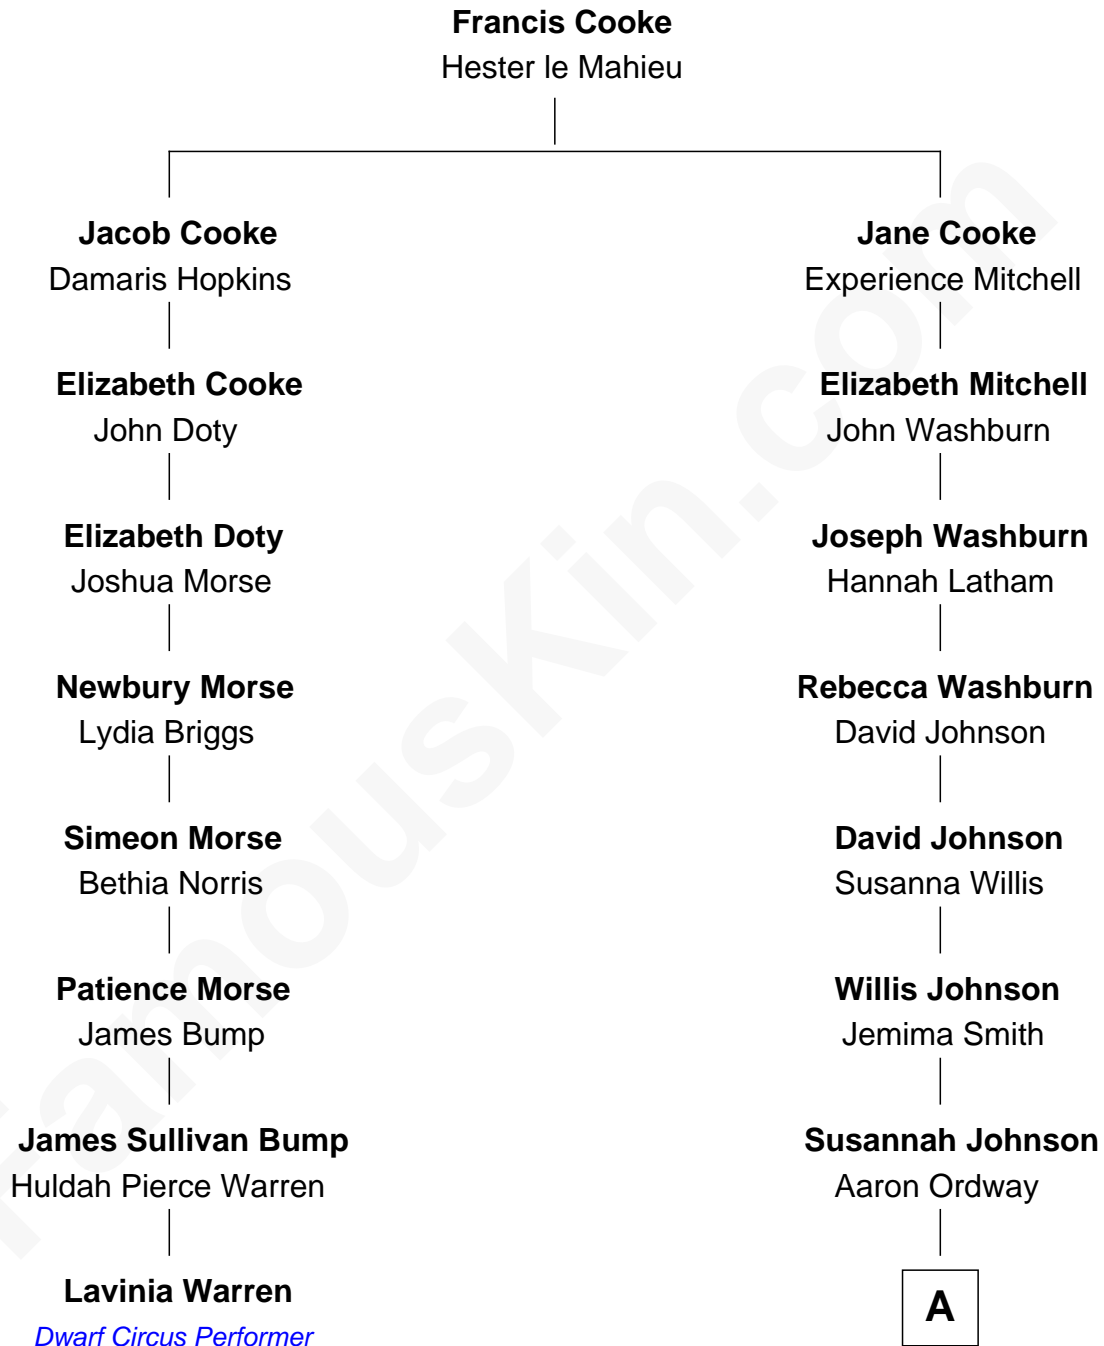 Francis Cooke
Hester le Mahieu
Jacob Cooke
Damaris Hopkins
Elizabeth Cooke
John Doty
Elizabeth Doty
Joshua Morse
Newbury Morse
Lydia Briggs
Simeon Morse
Bethia Norris
Patience Morse
James Bump
James Sullivan Bump
Huldah Pierce Warren
Lavinia Warren
Dwarf Circus Performer
Jane Cooke
Experience Mitchell
Elizabeth Mitchell
John Washburn
Joseph Washburn
Hannah Latham
Rebecca Washburn
David Johnson
David Johnson
Susanna Willis
Willis Johnson
Jemima Smith
Susannah Johnson
Aaron Ordway
A
FamousKin.com